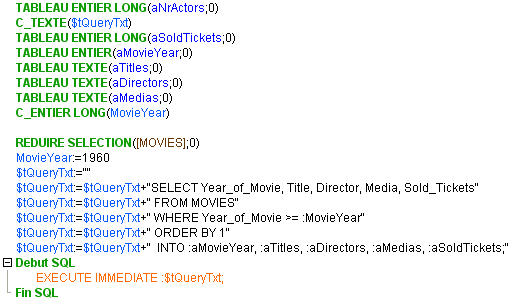 TABLEAU ENTIER LONG(aNrActors;0)
C_TEXTE($tQueryTxt)
TABLEAU ENTIER LONG(aSoldTickets;0)
TABLEAU ENTIER(aMovieYear;0)
TABLEAU TEXTE(aTitles;0)
TABLEAU TEXTE(aDirectors;0)
TABLEAU TEXTE(aMedias;0)
C_ENTIER LONG(MovieYear)
REDUIRE SELECTION([MOVIES];0)
MovieYear:=1960
$tQueryTxt:=""
$tQueryTxt:=$tQueryTxt+"SELECT Year_of_Movie, Title, Director, Media, Sold_Tickets"
$tQueryTxt:=$tQueryTxt+" FROM MOVIES"
$tQueryTxt:=$tQueryTxt+" WHERE Year_of_Movie >= :MovieYear"
$tQueryTxt:=$tQueryTxt+" ORDER BY 1"
$tQueryTxt:=$tQueryTxt+"  INTO :aMovieYear, :aTitles, :aDirectors, :aMedias, :aSoldTickets;"
Debut SQL
EXECUTE IMMEDIATE :$tQueryTxt;
Fin SQL